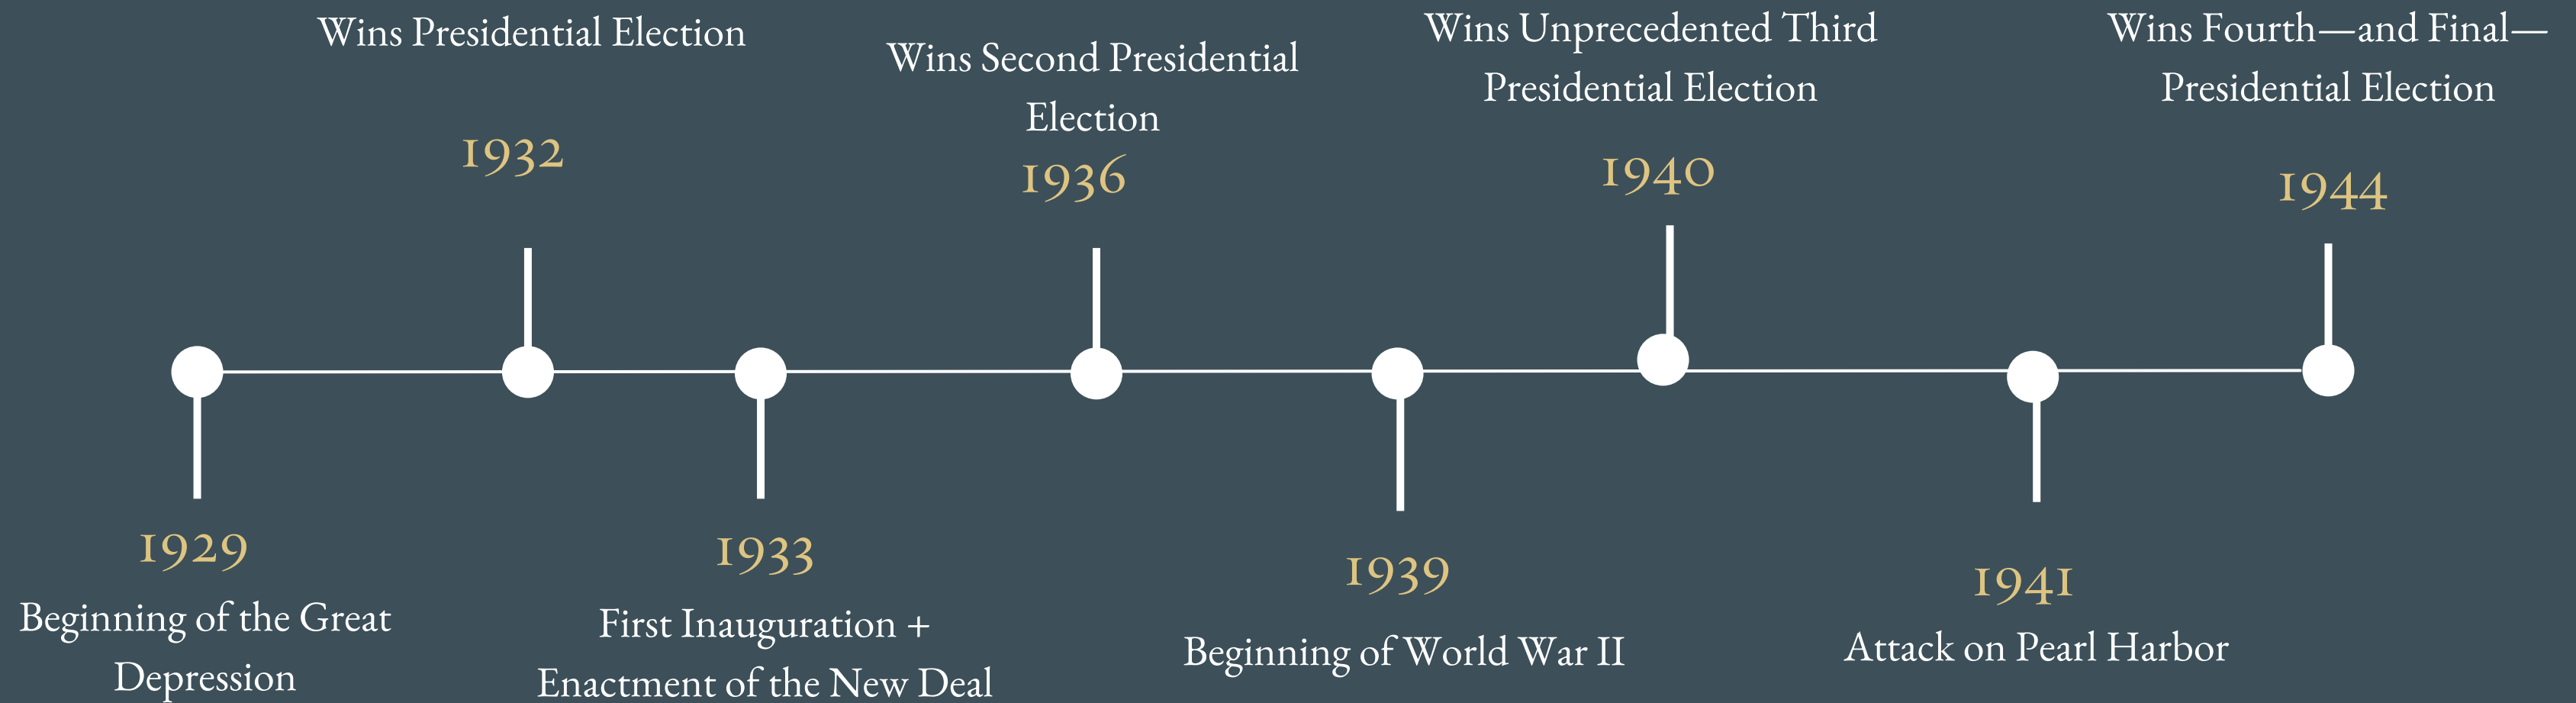 Wins Presidential Election
1932
Wins Second Presidential
Election
1936
Wins Unprecedented Third
Presidential Election
1940
Wins Fourth—and Final—
Presidential Election
1944
1929
Beginning of the Great
Depression
1933
First Inauguration +
Enactment of the New Deal
1939
Beginning of World War II
1941
Attack on Pearl Harbor